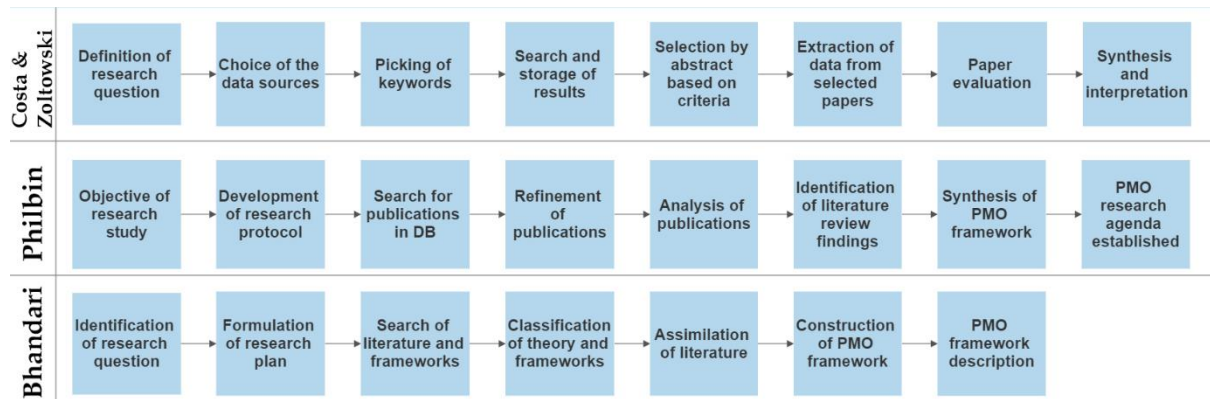 Costa &
Zoltowski
Definition of
research
question
Choice of the
data sources
Picking of
keywords
Search and
storage of
results
Selection by
abstract
based on
criteria
Extraction of
data from
selected
papers
Paper
evaluation
Synthesis
and
interpretation
Philbin
Objective of
research
study
Development
of research
protocol
Search for
publications
in DB
Refinement
of
publications
Analysis of
publications
Identification
of literature
review
findings
Synthesis of
PMO
framework
PMO
research
agenda
established
Bhandari
Identification
of research
question
Formulation
of research
plan
Search of
literature and
frameworks
Classification
of theory and
frameworks
Assimilation
of literature
Construction
of PMO
framework
PMO
framework
description